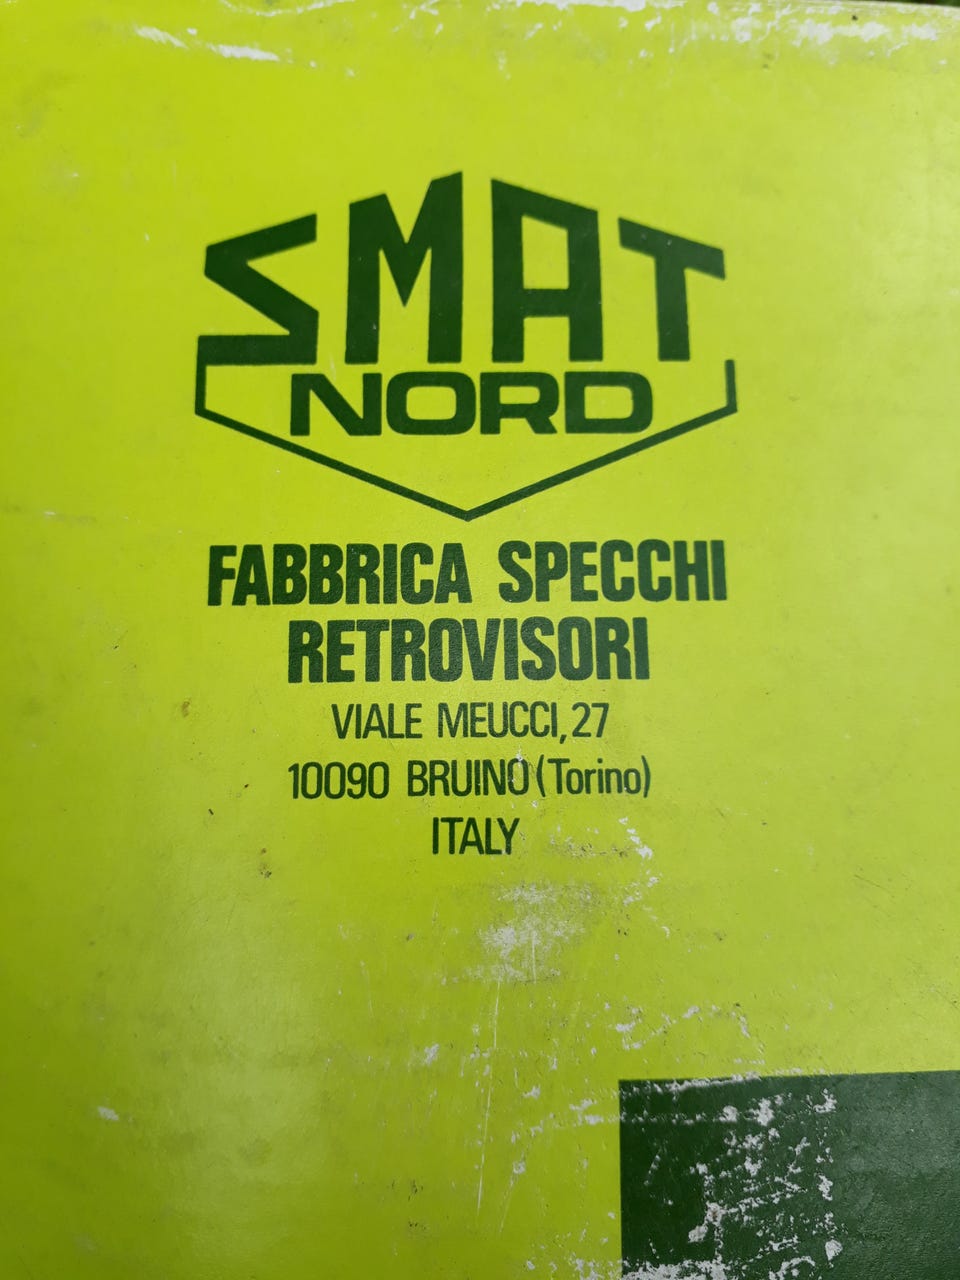 SMAT
NORD
FABBRICA SPECCHI
RETROVISORI
VIALE MEUCCI, 27
10090 BRUINO (Torino)
ITALY